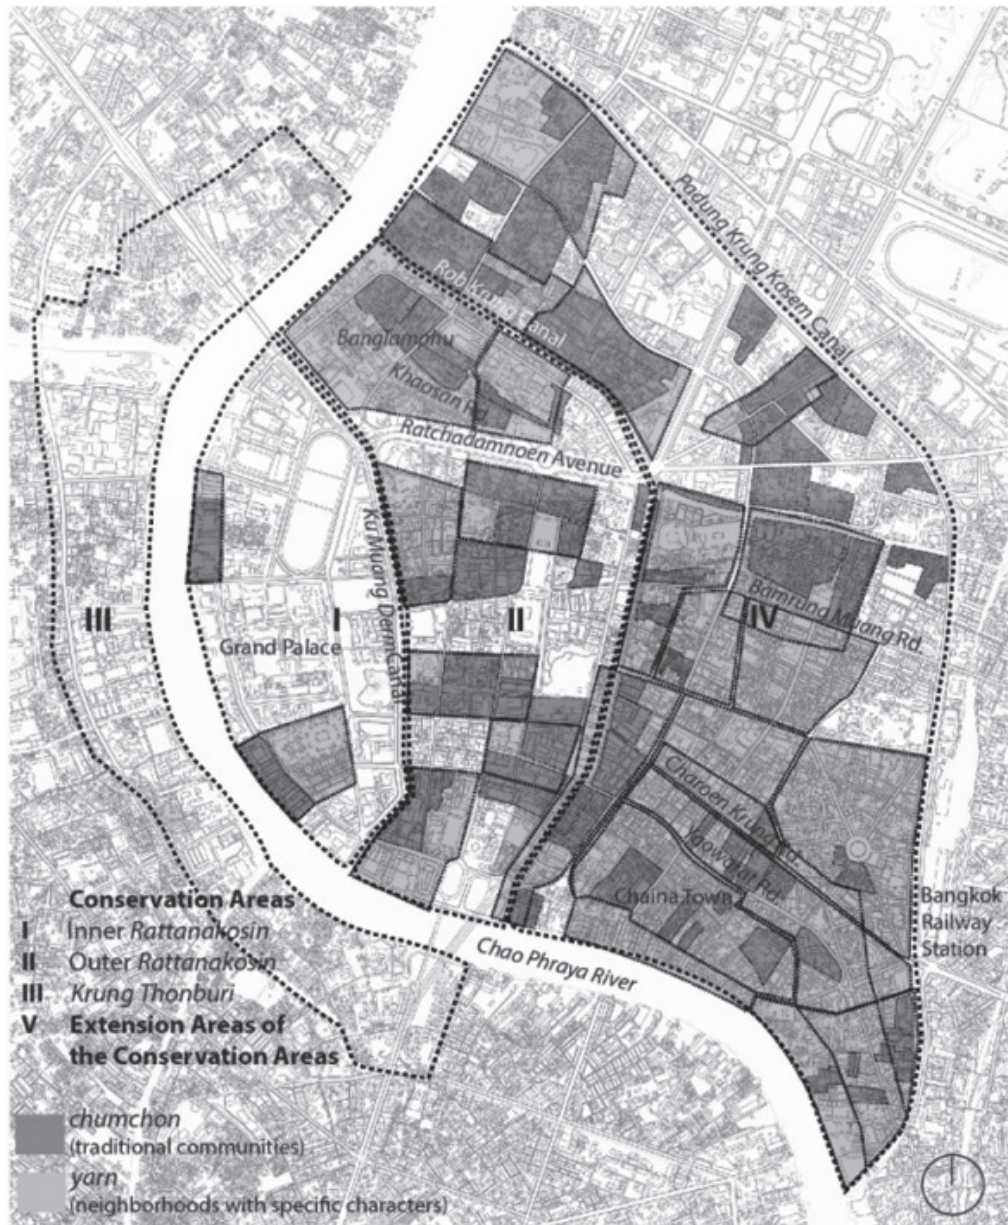 Padung Krung Kasem Canal
Rob Krung Canal
Banglamphu
Khaosan Rd.
Ratchadamnoen Avenue
Ku Muang Derm Canal
III
I
II
IV
Grand Palace
Bamrung Muang Rd.
Charoen Krung Rd.
Yaowarat Rd.
Chaina Town
Bangkok
Railway
Station
Chao Phraya River
Conservation Areas
I Inner Rattanakosin
II Outer Rattanakosin
III Krung Thonburi
V Extension Areas of
the Conservation Areas
chumchon
(traditional communities)
yarn
(neighborhoods with specific characters)